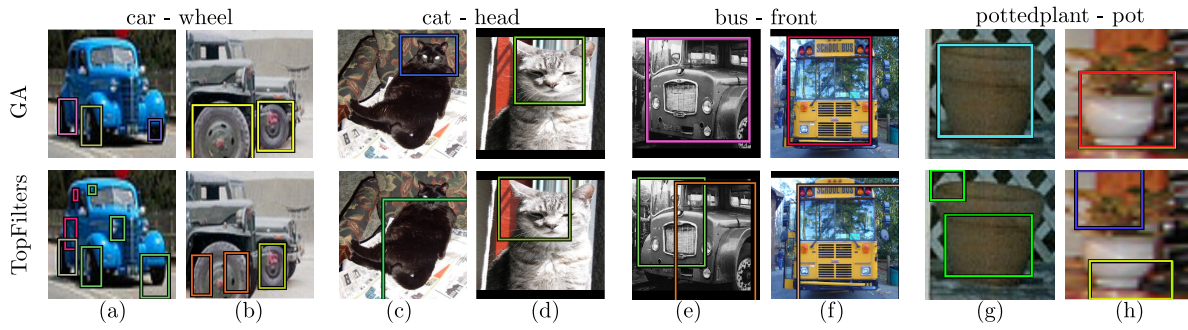 car - wheel
cat - head
bus - front
pottedplant - pot
GA
SCHOOL BUS
TopFilters
(a)
(b)
(c)
(d)
(e)
(f)
(g)
(h)